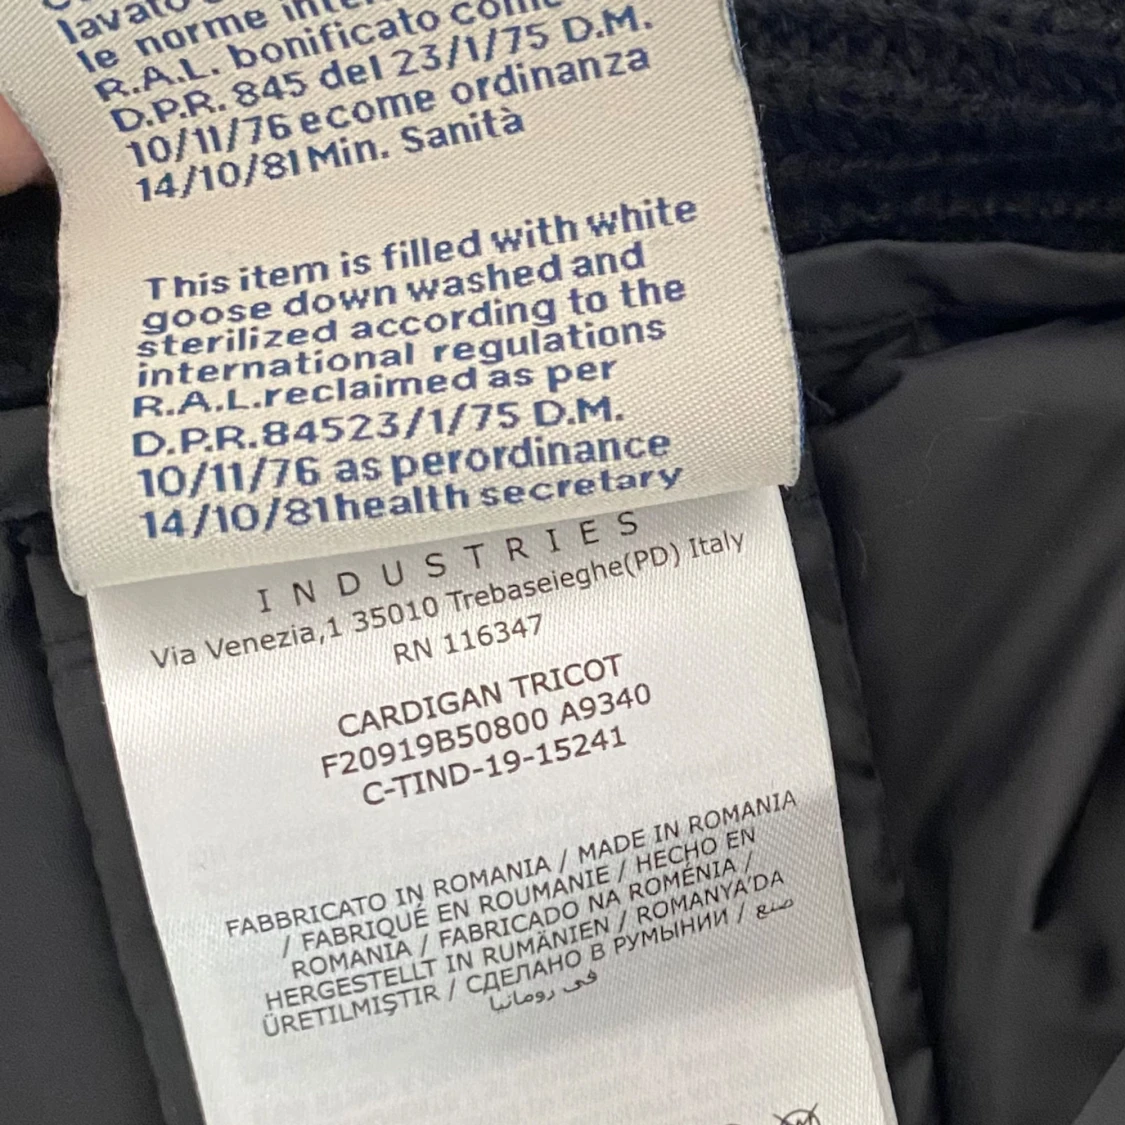 lavato
le norme
R.A.L. bonificato come
D.P.R. 845 del 23/1/75 D.M.
10/11/76 ecome ordinanza
14/10/81 Min. Sanità
This item is filled with white
goose down washed and
sterilized according to the
international regulations
R.A.L.reclaimed as per
D.P.R.84523/1/75 D.M.
10/11/76 as perordinance
14/10/81health secretary
INDUSTRIES
Via Venezia,1 35010 Trebaseieghe(PD) Italy
RN 116347
CARDIGAN TRICOT
F20919B50800 A9340
C-TIND-19-15241
FABBRICATO IN ROMANIA / MADE IN ROMANIA
/ FABRIQUÉ EN ROUMANIE / HECHO EN
ROMANIA / FABRICADO NA ROMÉNIA /
HERGESTELLT IN RUMÄNIEN / ROMANYA'DA
ÜRETILMIŞTIR / СДЕЛАНО В РУМЫНИИ / صنع
في رومانيا